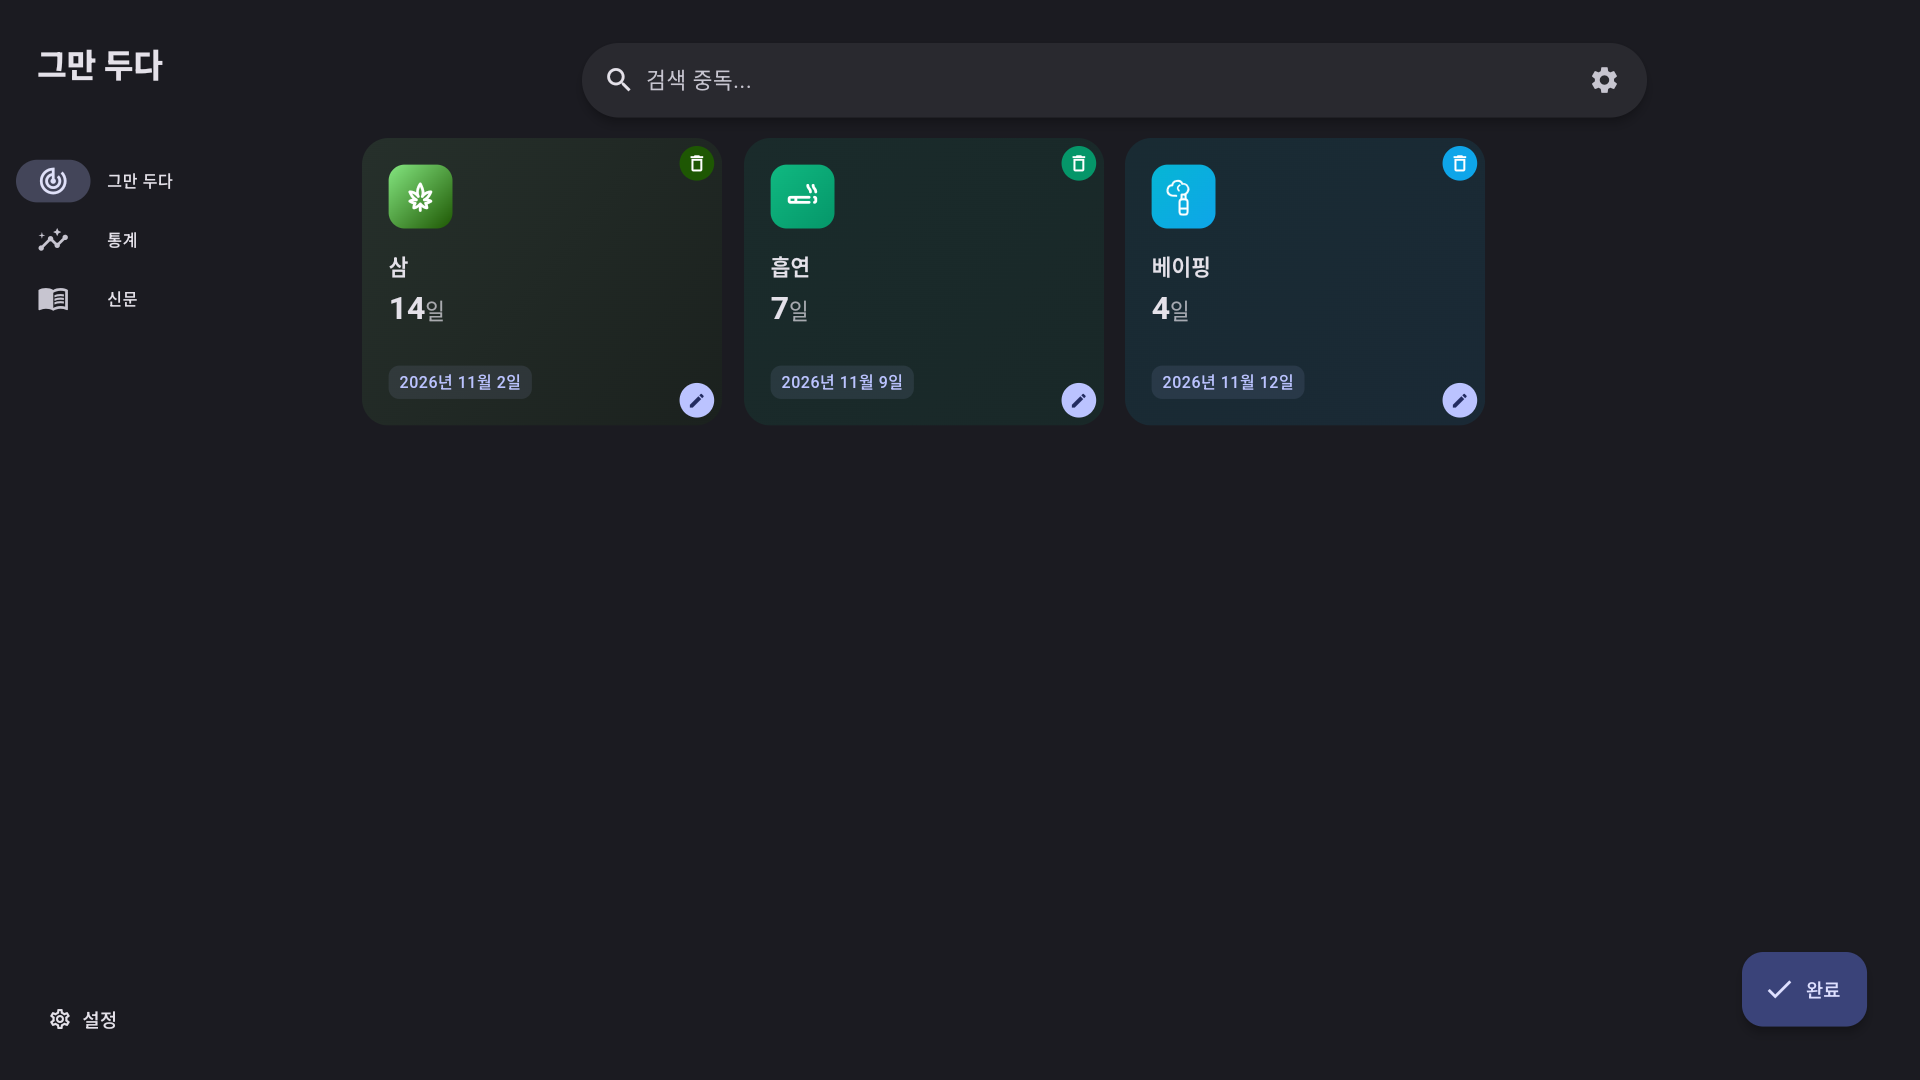 그만 두다
검색 중독...
그만 두다
통계
신문
삼
14일
2026년 11월 2일
흡연
7일
2026년 11월 9일
베이핑
4일
2026년 11월 12일
설정
완료